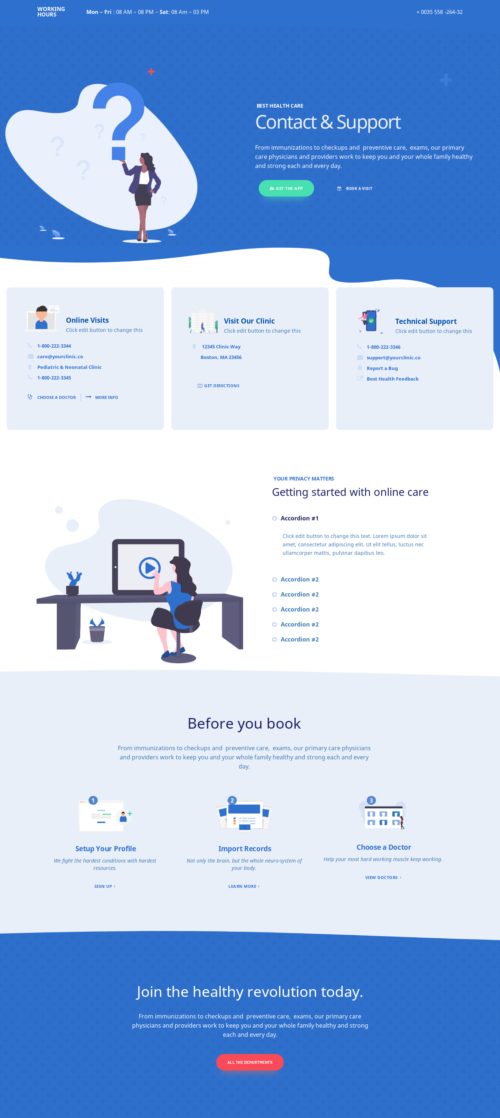 WORKING
HOURS
Mon – Fri : 08 AM – 08 PM – Sat: 08 Am – 03 PM
+ 0035 558 -264-32
BEST HEALTH CARE
Contact & Support
From immunizations to checkups and preventive care, exams, our primary
care physicians and providers work to keep you and your whole family healthy
and strong each and every day.
GET THE APP
BOOK A VISIT
Online Visits
Click edit button to change this
1-800-222-3344
care@yourclinic.co
Pediatric & Neonatal Clinic
1-800-222-3345
CHOOSE A DOCTOR
MORE INFO
Visit Our Clinic
Click edit button to change this
12345 Clinic Way
Boston, MA 23456
GET DIRECTIONS
Technical Support
Click edit button to change this
1-800-222-3346
support@yourclinic.co
Report a Bug
Best Health Feedback
YOUR PRIVACY MATTERS
Getting started with online care
Accordion #1
Click edit button to change this text. Lorem ipsum dolor sit
amet, consectetur adipiscing elit. Ut elit tellus, luctus nec
ullamcorper mattis, pulvinar dapibus leo.
Accordion #2
Accordion #2
Accordion #2
Accordion #2
Accordion #2
Before you book
From immunizations to checkups and preventive care, exams, our primary care physicians
and providers work to keep you and your whole family healthy and strong each and every
day.
1
Setup Your Profile
We fight the hardest conditions with hardest
resources.
SIGN UP ›
2
Import Records
Not only the brain, but the whole neuro-system of
your body.
LEARN MORE ›
3
Choose a Doctor
Help your most hard working muscle keep working.
VIEW DOCTORS ›
Join the healthy revolution today.
From immunizations to checkups and preventive care, exams, our primary care
physicians and providers work to keep you and your whole family healthy and strong
each and every day.
ALL THE DEPARTMENTS